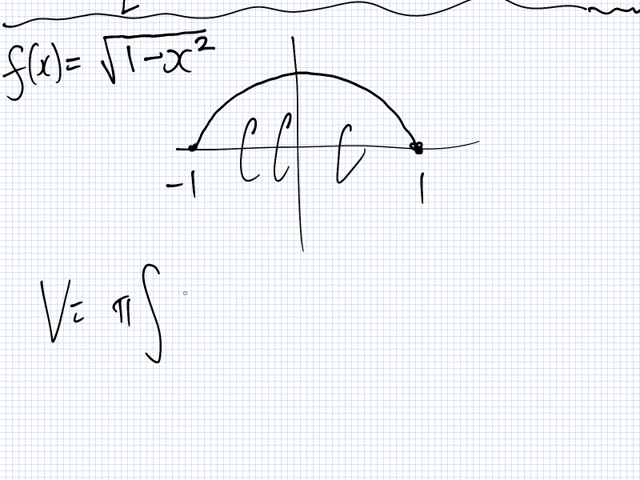 f(x) = √(1-x²)
-1
1
V = π∫